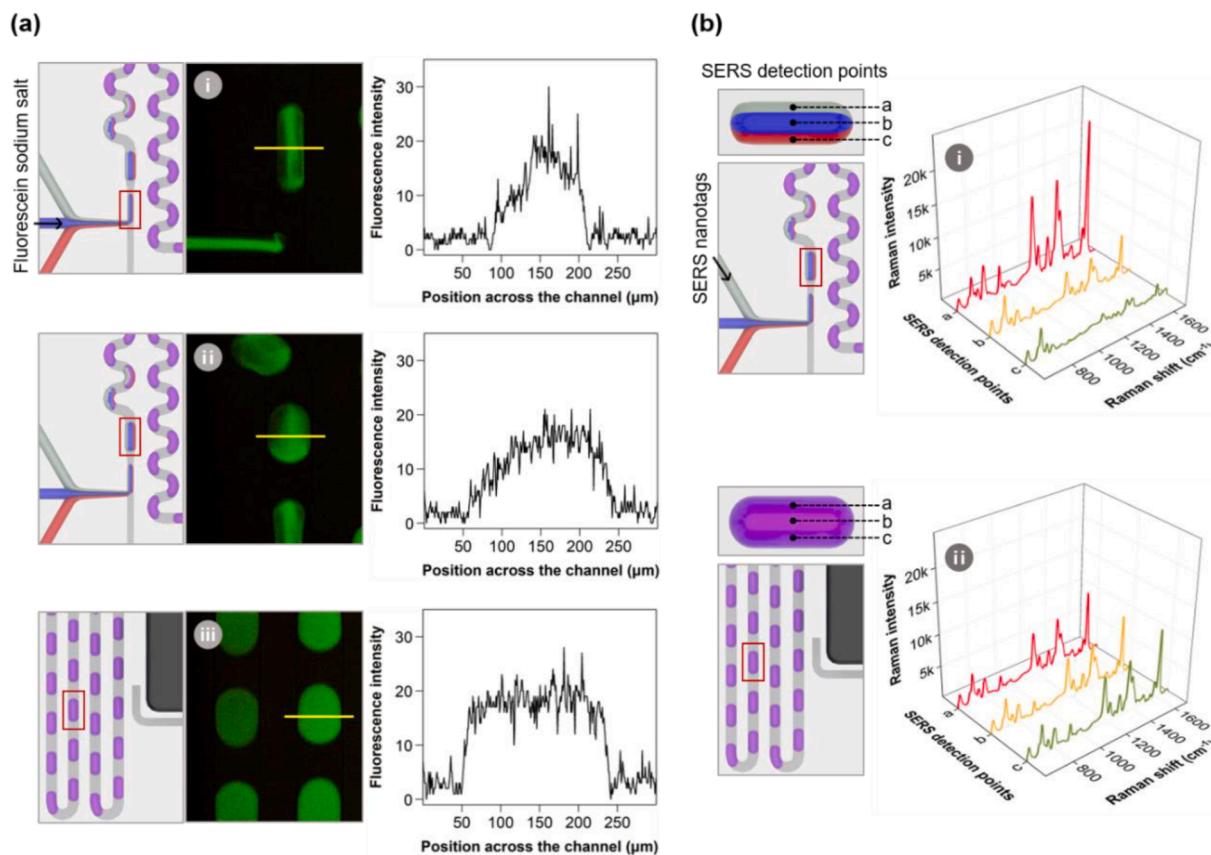 (a)
Fluorescein sodium salt
i
Fluorescence intensity
30
20
10
0
50 100 150 200 250
Position across the channel (µm)
ii
Fluorescence intensity
30
20
10
0
50 100 150 200 250
Position across the channel (µm)
iii
Fluorescence intensity
30
20
10
0
50 100 150 200 250
Position across the channel (µm)
(b)
SERS detection points
a
b
c
SERS nanotags
i
Raman intensity
20k
15k
10k
5k
a
b
c
SERS detection points
800
1000
1200
1400
1600
Raman shift (cm⁻¹)
a
b
c
ii
Raman intensity
20k
15k
10k
5k
a
b
c
SERS detection points
800
1000
1200
1400
1600
Raman shift (cm⁻¹)